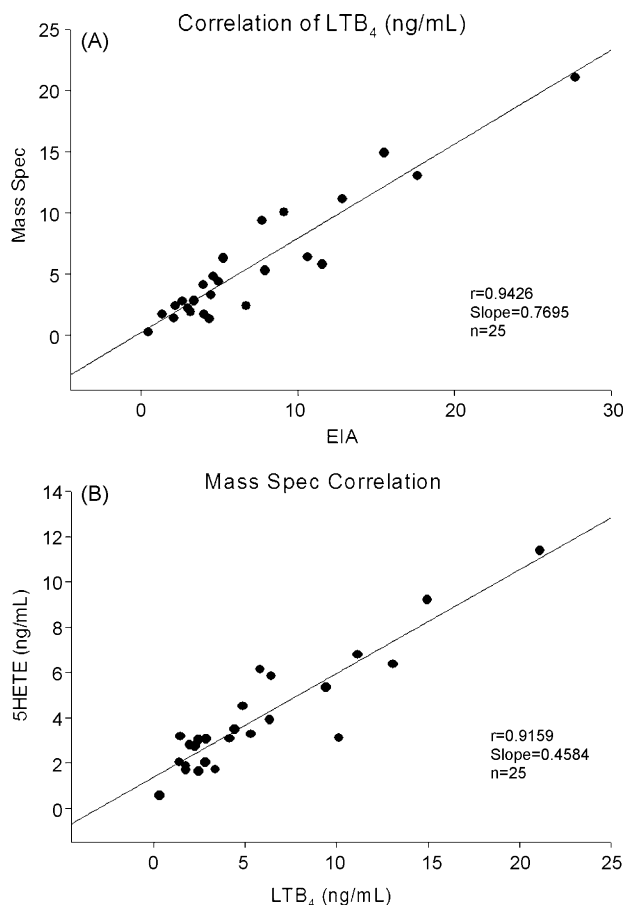 Correlation of LTB4 (ng/mL)
(A)
25
20
15
10
5
0
Mass Spec
r=0.9426
Slope=0.7695
n=25
0 10 20 30
EIA
Mass Spec Correlation
(B)
14
12
10
8
6
4
2
0
5HETE (ng/mL)
r=0.9159
Slope=0.4584
n=25
0 5 10 15 20 25
LTB4 (ng/mL)